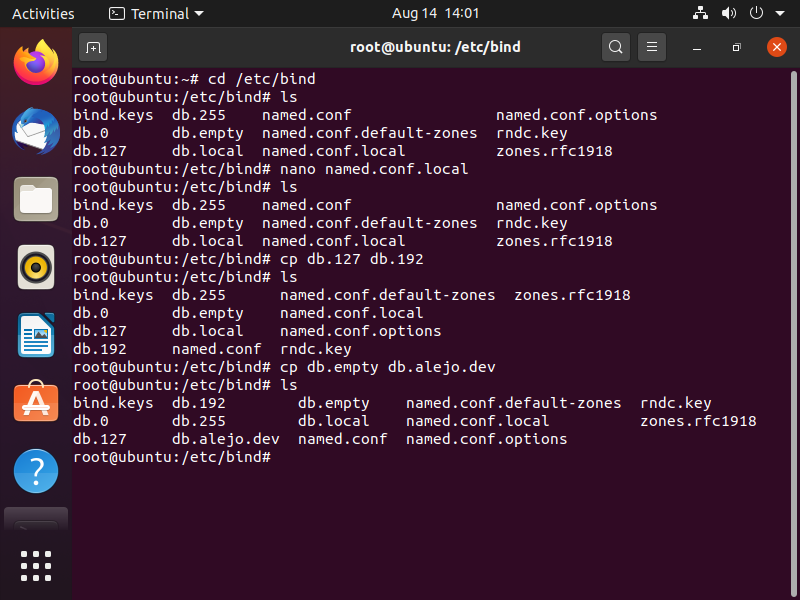 Activities Terminal Aug 14 14:01
root@ubuntu: /etc/bind
root@ubuntu:~# cd /etc/bind
root@ubuntu:/etc/bind# ls
bind.keys db.255 named.conf named.conf.options
db.0 db.empty named.conf.default-zones rndc.key
db.127 db.local named.conf.local zones.rfc1918
root@ubuntu:/etc/bind# nano named.conf.local
root@ubuntu:/etc/bind# ls
bind.keys db.255 named.conf named.conf.options
db.0 db.empty named.conf.default-zones rndc.key
db.127 db.local named.conf.local zones.rfc1918
root@ubuntu:/etc/bind# cp db.127 db.192
root@ubuntu:/etc/bind# ls
bind.keys db.255 named.conf.default-zones zones.rfc1918
db.0 db.empty named.conf.local
db.127 db.local named.conf.options
db.192 named.conf rndc.key
root@ubuntu:/etc/bind# cp db.empty db.alejo.dev
root@ubuntu:/etc/bind# ls
bind.keys db.192 db.empty named.conf.default-zones rndc.key
db.0 db.255 db.local named.conf.local zones.rfc1918
db.127 db.alejo.dev named.conf named.conf.options
root@ubuntu:/etc/bind#